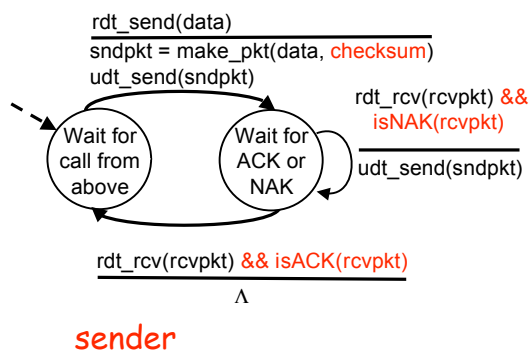 rdt_send(data)
sndpkt = make_pkt(data, checksum)
udt_send(sndpkt)
rdt_rcv(rcvpkt) &&
isNAK(rcvpkt)
udt_send(sndpkt)
Wait for
call from
above
Wait for
ACK or
NAK
rdt_rcv(rcvpkt) && isACK(rcvpkt)
Λ
sender